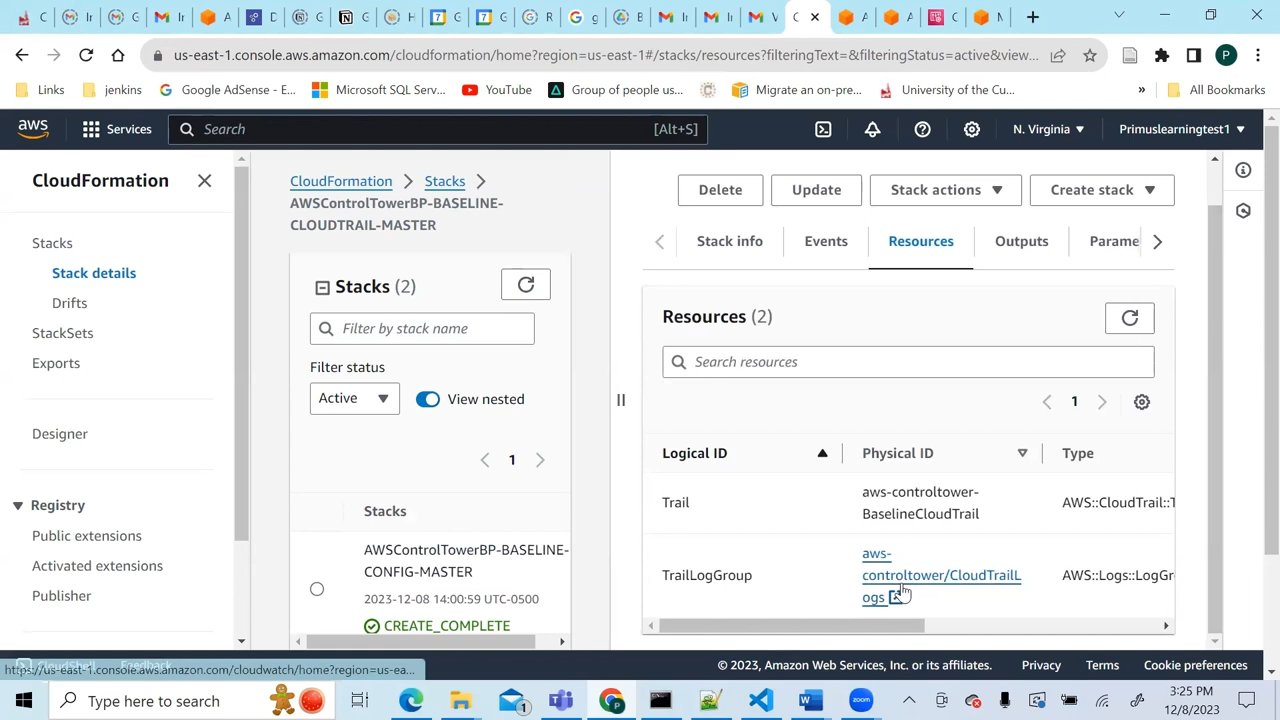 us-east-1.console.aws.amazon.com/cloudformation/home?region=us-east-1#/stacks/resources?filteringText=&filteringStatus=active&view...
Links
jenkins
Google AdSense - E...
Microsoft SQL Serv...
YouTube
Group of people us...
Migrate an on-pre...
University of the Cu...
»
All Bookmarks
aws
Services
Search
[Alt+S]
N. Virginia
Primuslearningtest1
CloudFormation
Stacks
Stack details
Drifts
StackSets
Exports
Designer
Registry
Public extensions
Activated extensions
Publisher
CloudFormation
Stacks
AWSControlTowerBP-BASELINE-
CLOUDTRAIL-MASTER
Stacks (2)
Filter by stack name
Filter status
Active
View nested
1
Stacks
AWSControlTowerBP-BASELINE-
CONFIG-MASTER
2023-12-08 14:00:59 UTC-0500
CREATE_COMPLETE
Delete
Update
Stack actions
Create stack
Stack info
Events
Resources
Outputs
Parame
Resources (2)
Search resources
1
Logical ID
Physical ID
Type
Trail
aws-controltower-
BaselineCloudTrail
AWS::CloudTrail::T
TrailLogGroup
aws-
controltower/CloudTrailL
ogs
AWS::Logs::LogGr
https://us-east-1.console.aws.amazon.com/cloudwatch/home?region=us-ea...
CloudShell
Feedback
© 2023, Amazon Web Services, Inc. or its affiliates.
Privacy
Terms
Cookie preferences
Type here to search
1
zoom
3:25 PM
12/8/2023